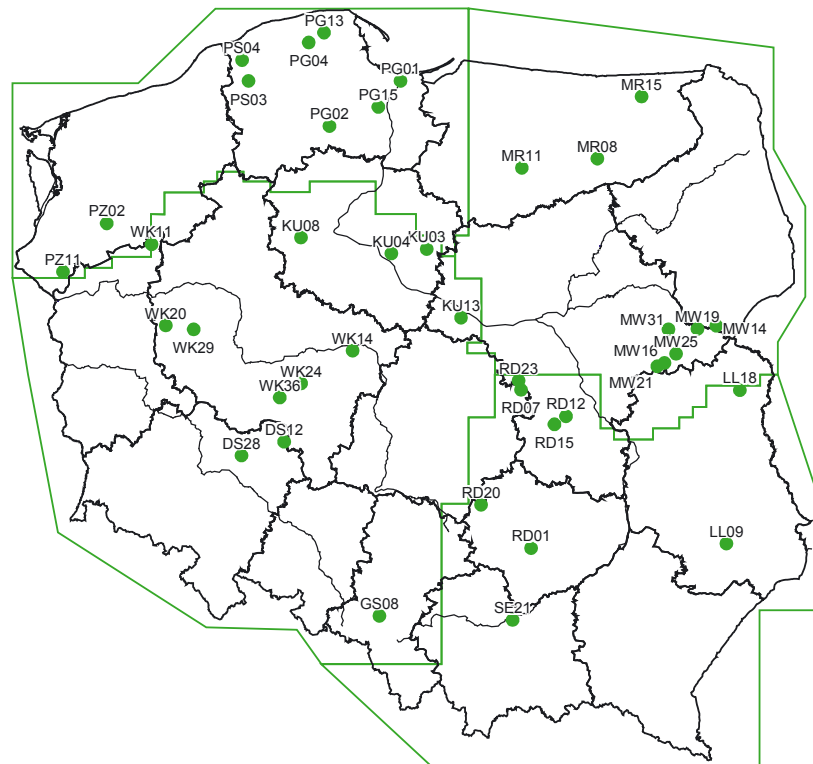 PG13
PG04
PS04
PS03
PG01
PG15
PG02
MR15
MR08
MR11
PZ02
WK11
PZ11
KU08
KU04
KU03
KU13
WK20
WK29
WK14
WK24
WK36
MW31
MW19
MW14
MW25
MW16
MW21
LL18
RD23
RD07
RD12
RD15
DS12
DS28
RD20
RD01
LL09
GS08
SE21